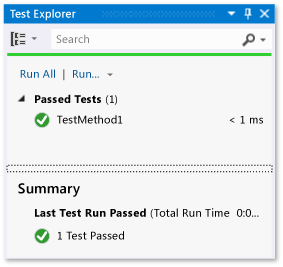 Test Explorer
Search
Run All | Run...
Passed Tests (1)
TestMethod1 < 1 ms
Summary
Last Test Run Passed (Total Run Time 0:0...
1 Test Passed